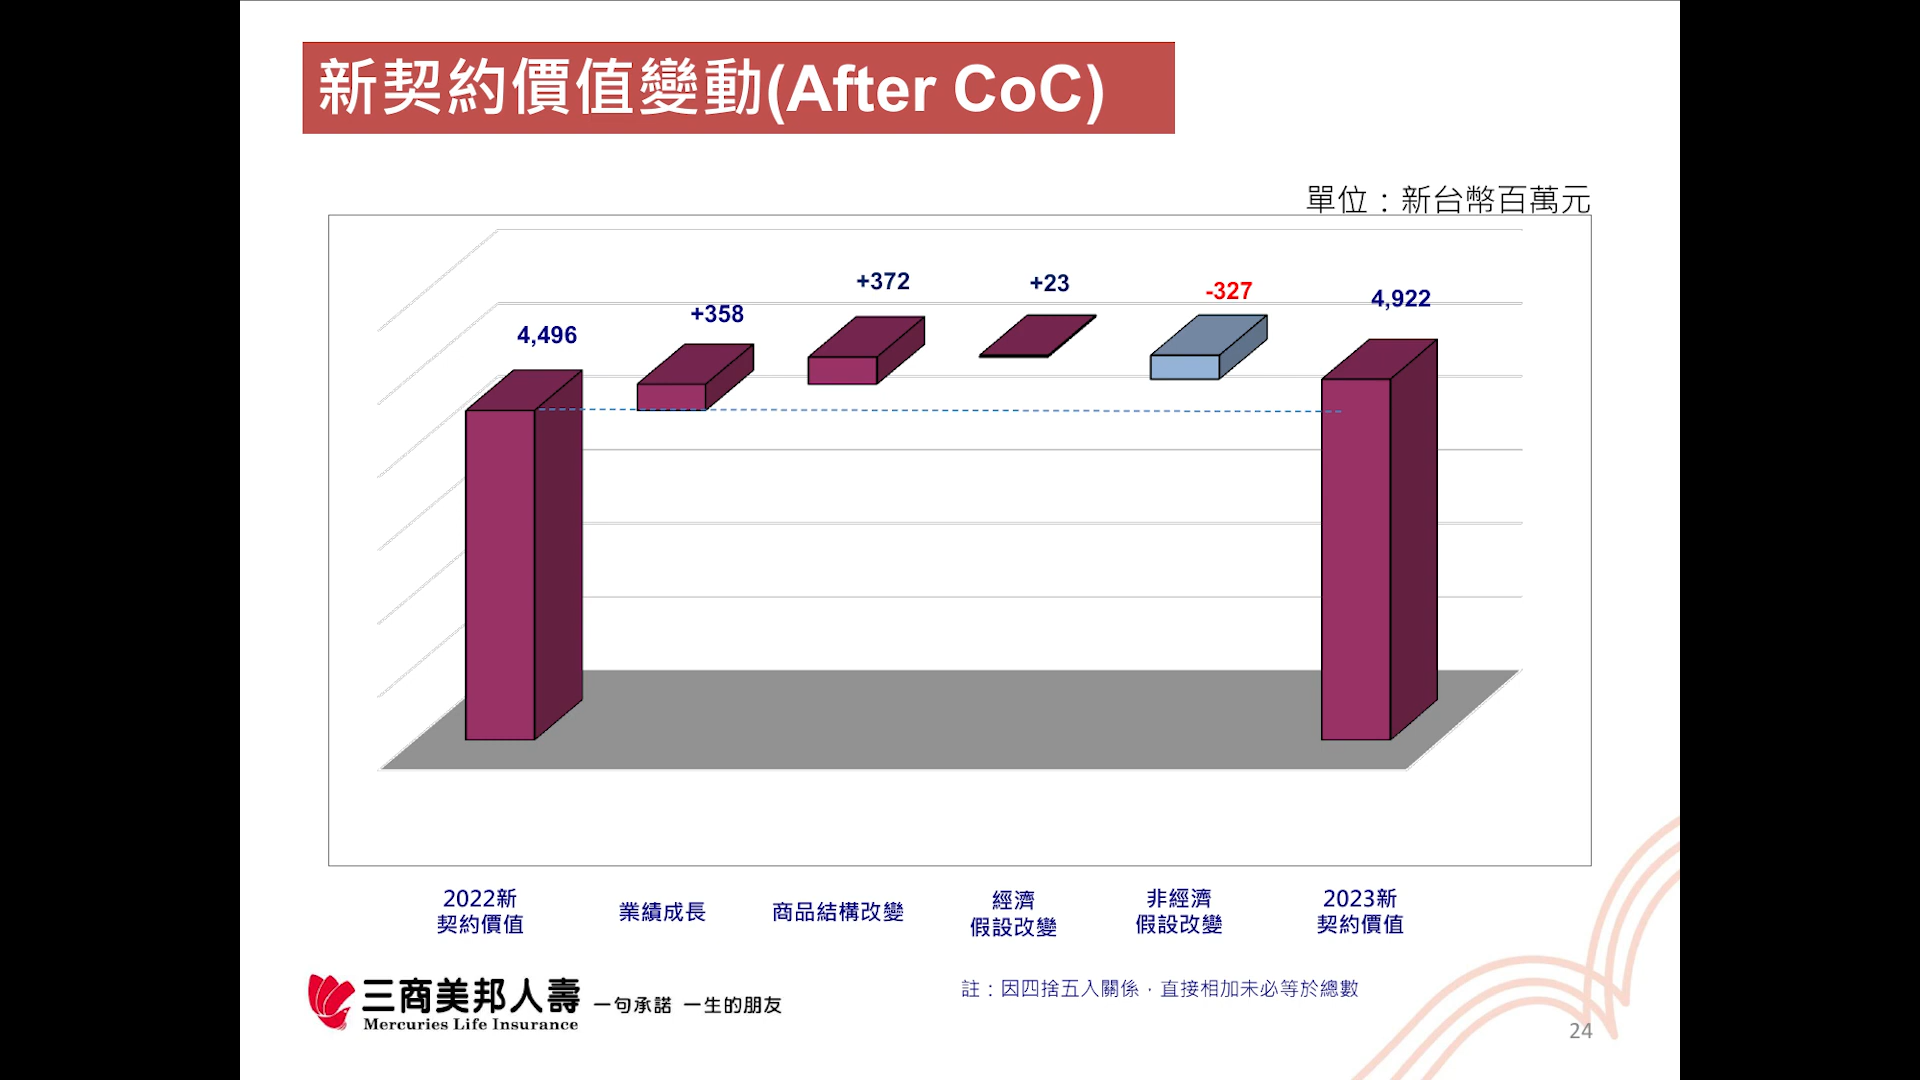 新契約價值變動(After CoC)
單位：新台幣百萬元
4,496
+358
+372
+23
-327
4,922
2022新
契約價值
業績成長
商品結構改變
經濟
假設改變
非經濟
假設改變
2023新
契約價值
註：因四捨五入關係，直接相加未必等於總數
三商美邦人壽 一句承諾 一生的朋友
Mercuries Life Insurance
24